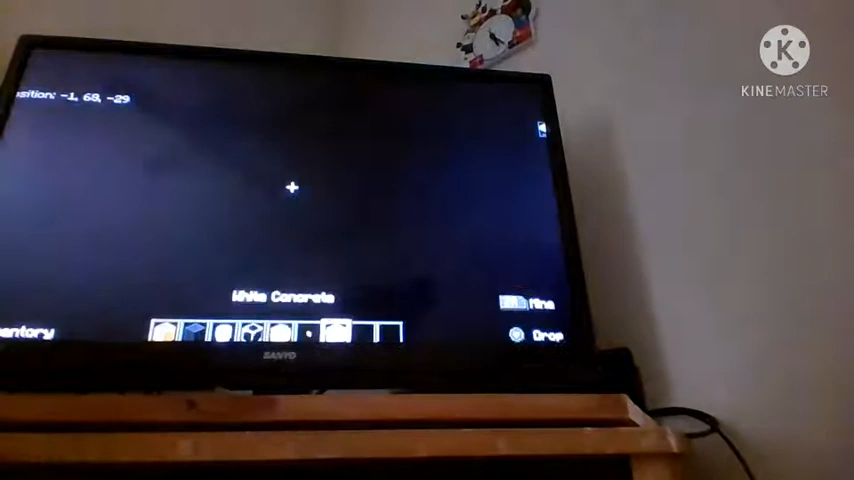 sition: -1, 68, -29
KINEMASTER
White Concrete
Mine
entory
Drop
SANYO